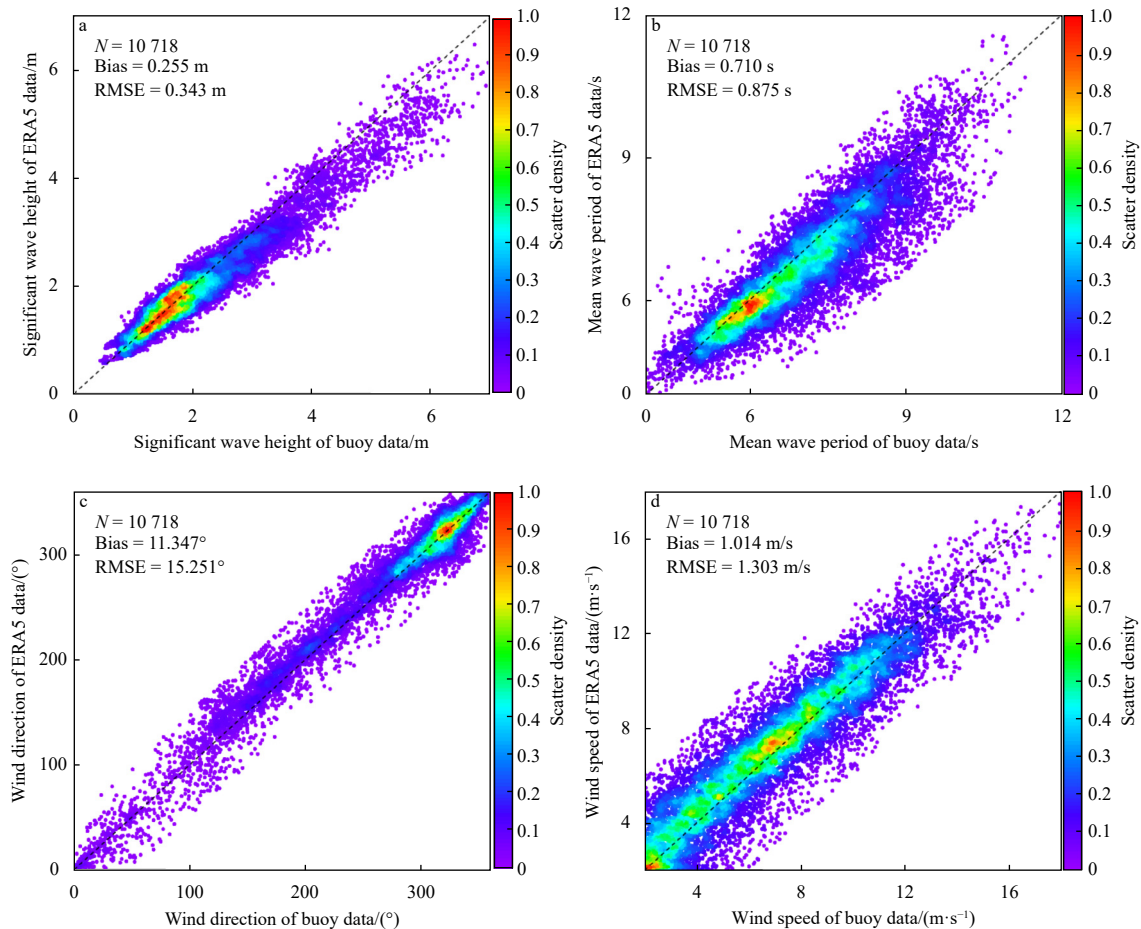 a
N = 10 718
Bias = 0.255 m
RMSE = 0.343 m
Significant wave height of ERA5 data/m
6
4
2
0
0
2
4
6
Significant wave height of buoy data/m
1.0
0.9
0.8
0.7
0.6
0.5
0.4
0.3
0.2
0.1
0
Scatter density
b
N = 10 718
Bias = 0.710 s
RMSE = 0.875 s
Mean wave period of ERA5 data/s
12
9
6
0
0
6
9
12
Mean wave period of buoy data/s
1.0
0.9
0.8
0.7
0.6
0.5
0.4
0.3
0.2
0.1
0
Scatter density
c
N = 10 718
Bias = 11.347°
RMSE = 15.251°
Wind direction of ERA5 data/(°)
300
200
100
0
0
100
200
300
Wind direction of buoy data/(°)
1.0
0.9
0.8
0.7
0.6
0.5
0.4
0.3
0.2
0.1
0
Scatter density
d
N = 10 718
Bias = 1.014 m/s
RMSE = 1.303 m/s
Wind speed of ERA5 data/(m·s⁻¹)
16
12
8
4
4
8
12
16
Wind speed of buoy data/(m·s⁻¹)
1.0
0.9
0.8
0.7
0.6
0.5
0.4
0.3
0.2
0.1
0
Scatter density